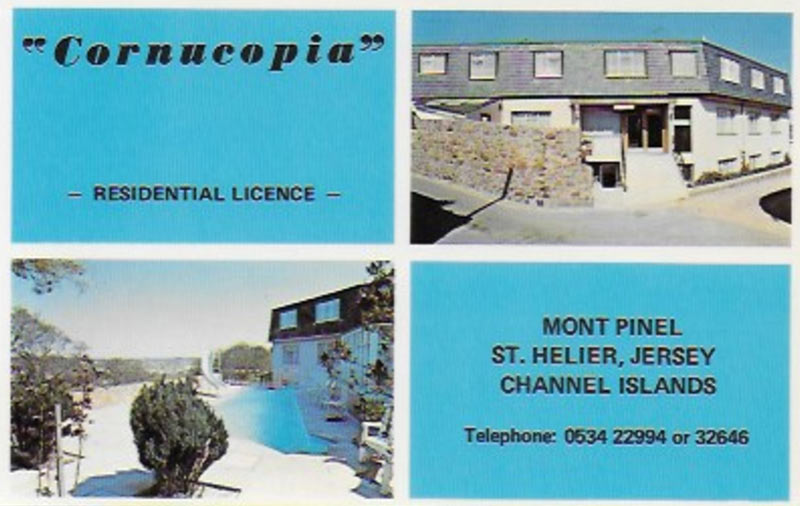 "Cornucopia"
– RESIDENTIAL LICENCE –
MONT PINEL
ST. HELIER, JERSEY
CHANNEL ISLANDS
Telephone: 0534 22994 or 32646